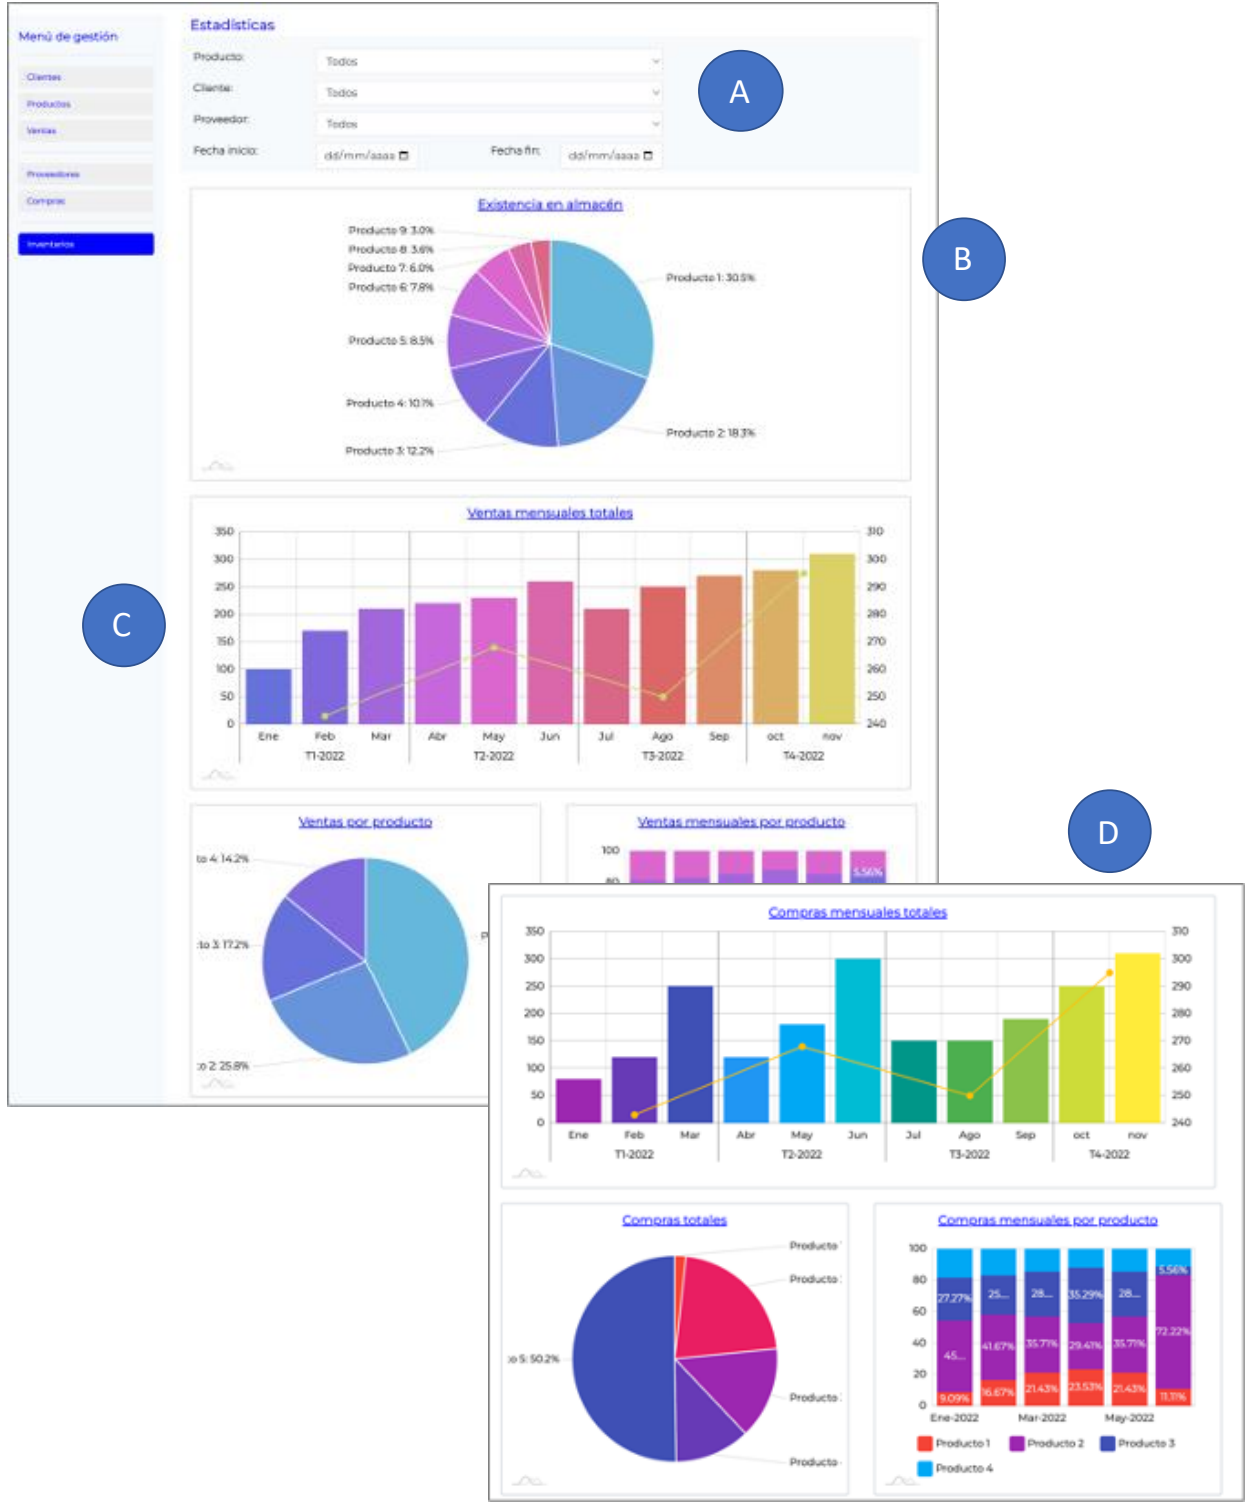 Menú de gestión
Clientes
Productos
Ventas
Proveedores
Compras
Inventarios
Estadísticas
Producto: Todos
Cliente: Todos
Proveedor: Todos
Fecha inicio: dd/mm/aaaa Fecha fin: dd/mm/aaaa
A
B
C
D
Existencia en almacén
Producto 9: 3.0%
Producto 8: 3.6%
Producto 7: 6.0%
Producto 6: 7.8%
Producto 5: 8.5%
Producto 4: 10.1%
Producto 3: 12.2%
Producto 1: 30.5%
Producto 2: 18.3%
Ventas mensuales totales
350 310
300 300
250 290
200 280
150 270
100 260
50 250
0 240
Ene Feb Mar Abr May Jun Jul Ago Sep oct nov
T1-2022 T2-2022 T3-2022 T4-2022
Ventas por producto
to 4: 14.2%
to 3: 17.2%
o 2: 25.8%
P
Ventas mensuales por producto
100
80
5.56%
Compras mensuales totales
350 310
300 300
250 290
200 280
150 270
100 260
50 250
0 240
Ene Feb Mar Abr May Jun Jul Ago Sep oct nov
T1-2022 T2-2022 T3-2022 T4-2022
Compras totales
Producto
Producto
Producto
Producto
o 5: 50.2%
Compras mensuales por producto
100
80
60
40
20
0
5.56%
27.27% 25... 28... 35.29% 28...
45... 41.67% 35.71% 29.41% 35.71% 72.22%
9.09% 16.67% 21.43% 23.53% 21.43% 11.11%
Ene-2022 Mar-2022 May-2022
Producto 1 Producto 2 Producto 3
Producto 4